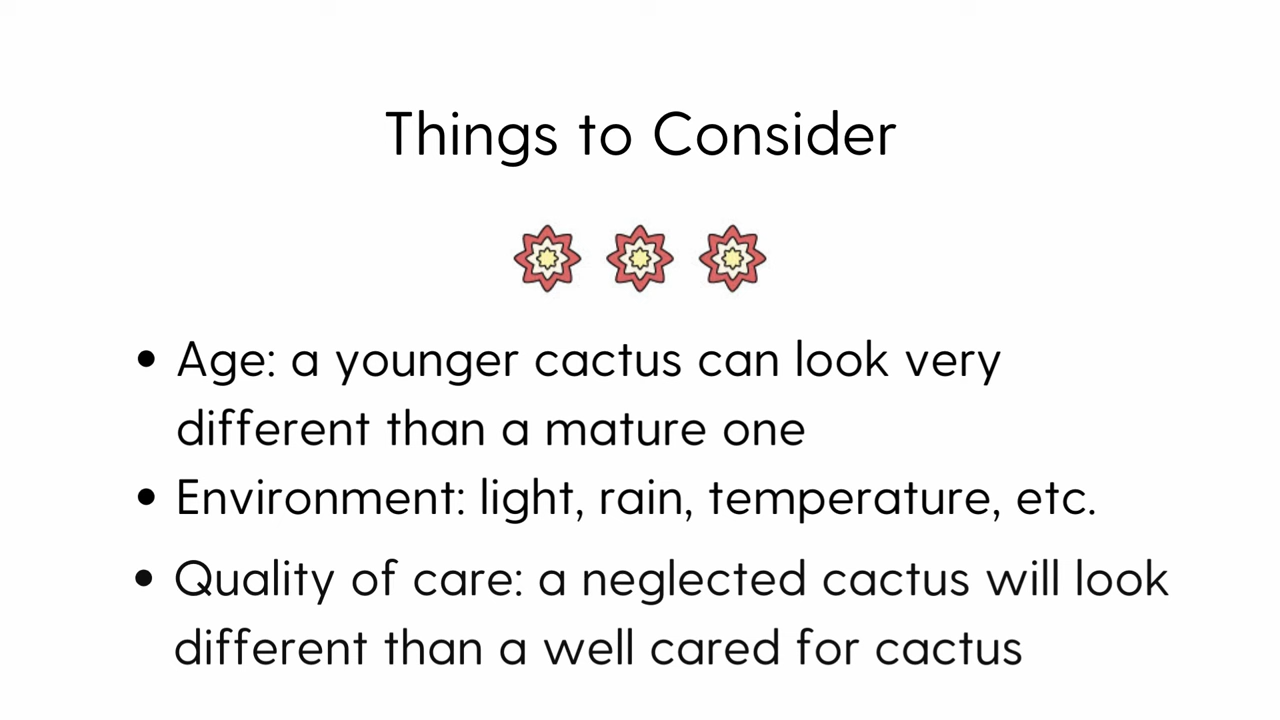 Things to Consider
• Age: a younger cactus can look very
different than a mature one
• Environment: light, rain, temperature, etc.
• Quality of care: a neglected cactus will look
different than a well cared for cactus